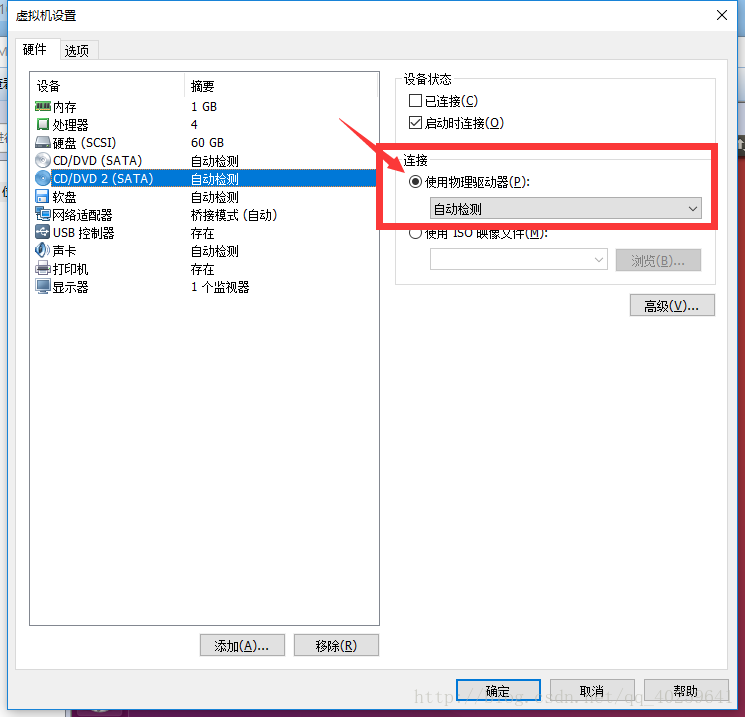 虚拟机设置
硬件 选项
设备 摘要
内存 1 GB
处理器 4
硬盘 (SCSI) 60 GB
CD/DVD (SATA) 自动检测
CD/DVD 2 (SATA) 自动检测
软盘 自动检测
网络适配器 桥接模式 (自动)
USB 控制器 存在
声卡 自动检测
打印机 存在
显示器 1 个监视器
添加(A)... 移除(R)
设备状态
已连接(C)
启动时连接(O)
连接
使用物理驱动器(P):
自动检测
使用 ISO 映像文件(M):
浏览(B)...
高级(V)...
确定 取消 帮助